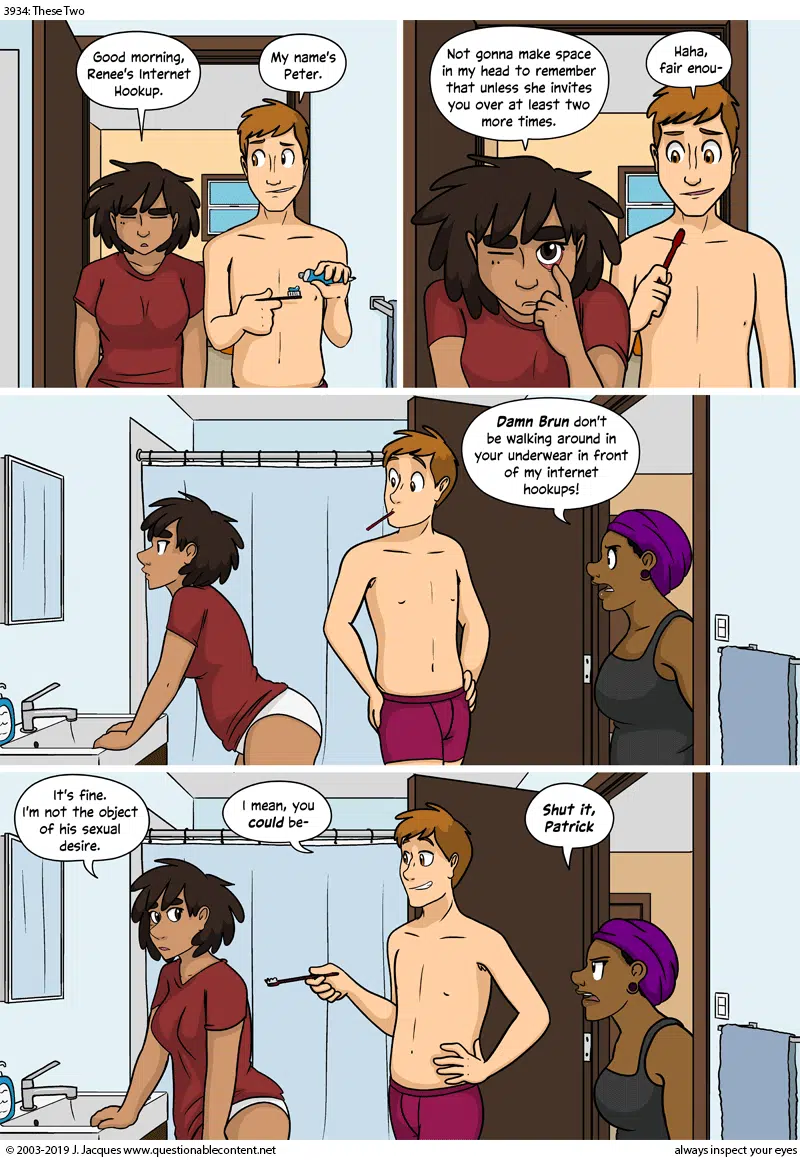 3934: These Two
Good morning,
Renee's Internet
Hookup.
My name's
Peter.
Not gonna make space
in my head to remember
that unless she invites
you over at least two
more times.
Haha,
fair enou-
Damn Brun don't
be walking around in
your underwear in front
of my internet
hookups!
It's fine.
I'm not the object
of his sexual
desire.
I mean, you
could be-
Shut it,
Patrick
© 2003-2019 J. Jacques www.questionablecontent.net
always inspect your eyes